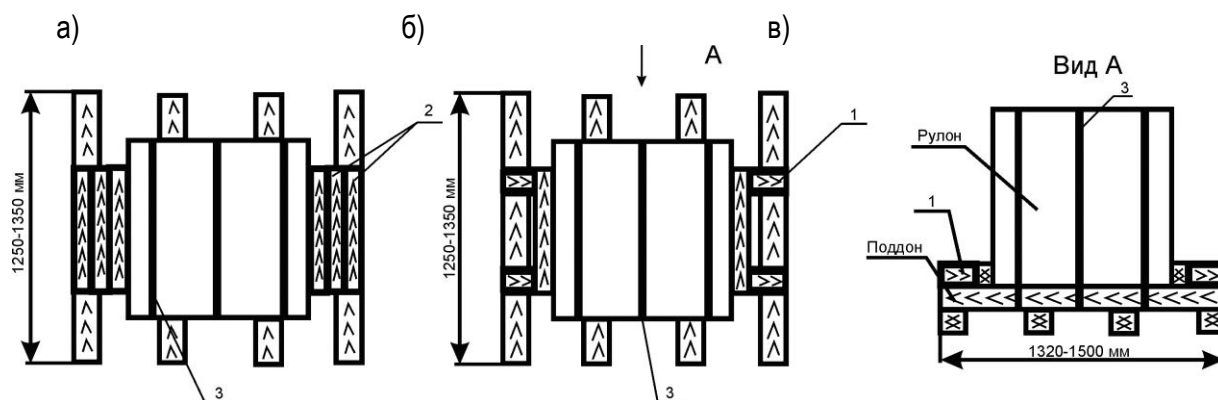 а)
б)
в)
А
Вид А
2
1
3
Рулон
1
Поддон
1250-1350 мм
1250-1350 мм
3
3
1320-1500 мм